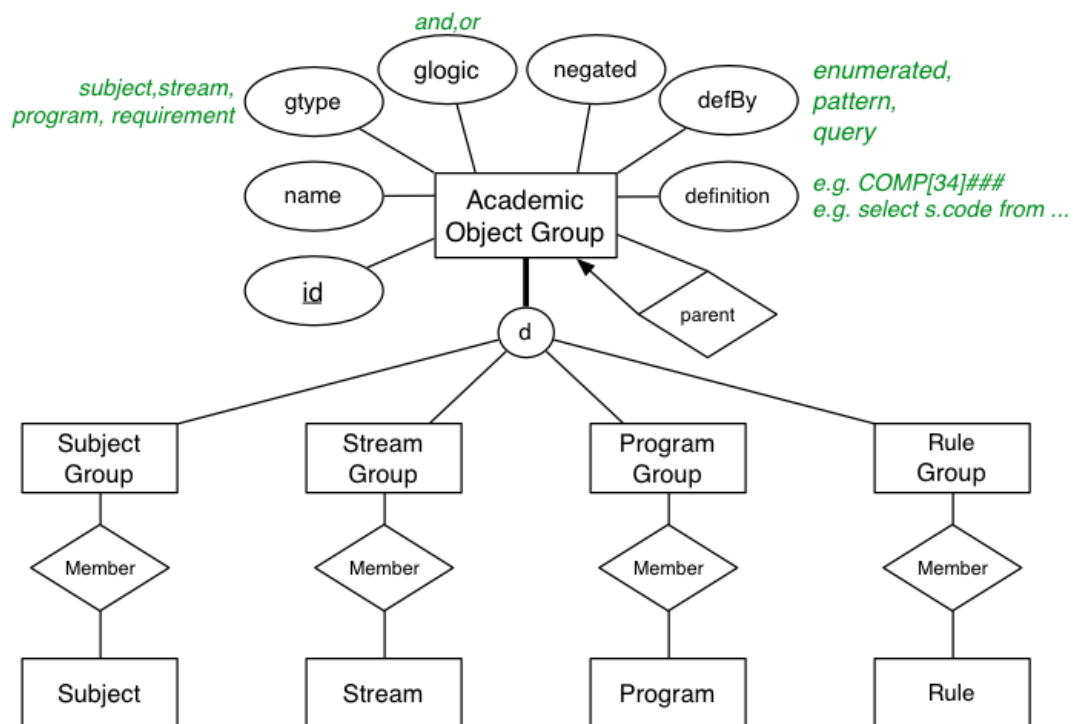 and,or
glogic
negated
subject,stream,
program, requirement
gtype
defBy
enumerated,
pattern,
query
name
Academic
Object Group
definition
e.g. COMP[34]###
e.g. select s.code from ...
id
parent
d
Subject
Group
Stream
Group
Program
Group
Rule
Group
Member
Member
Member
Member
Subject
Stream
Program
Rule